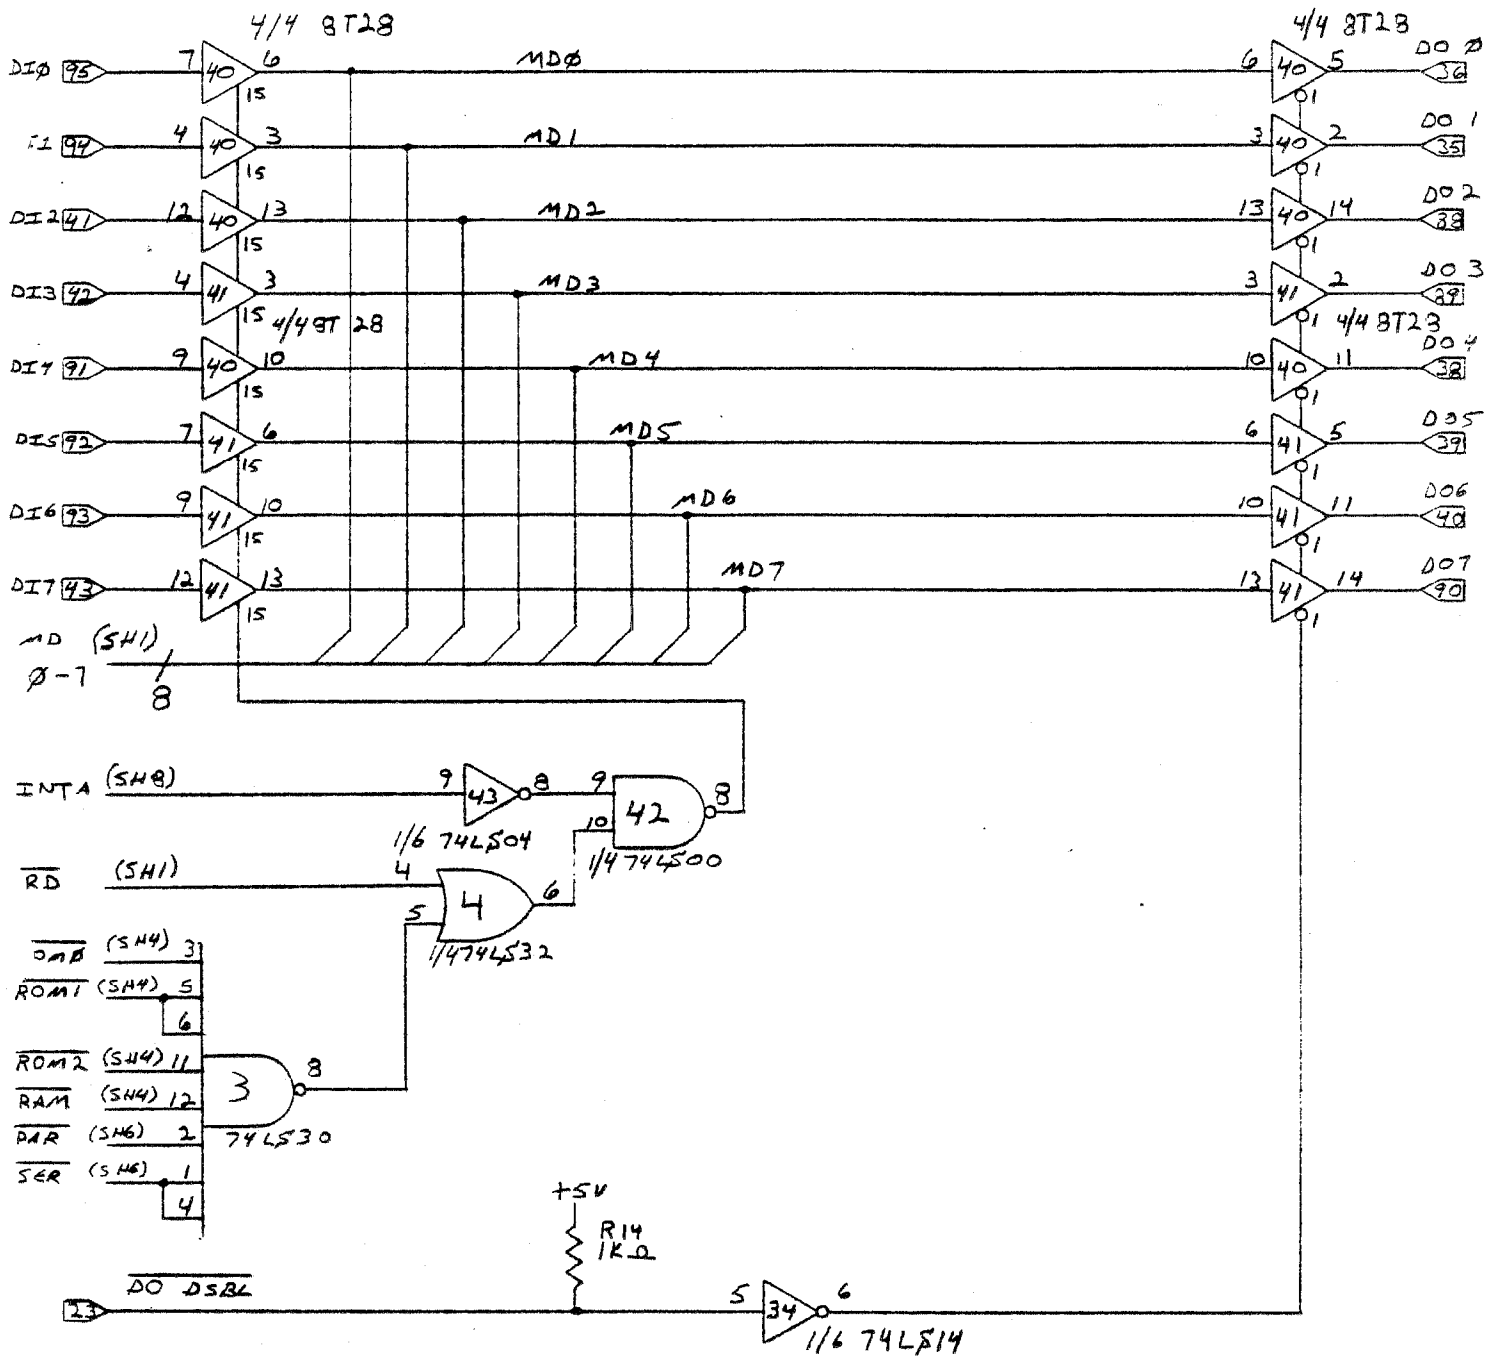 4/4 8T28
4/4 8T28
DIØ 95 7 40 6 15 MDØ 6 40 5 1 DO Ø 36
I1 94 4 40 3 15 MD1 3 40 2 1 DO 1 35
DI2 41 12 40 13 15 MD2 13 40 14 1 DO 2
DI3 42 4 41 3 15 MD3 3 41 2 1 DO 3
4/4 8T 28
4/4 8T28
DI4 91 9 40 10 15 MD4 10 40 11 1 DO 4 38
DI5 92 7 41 6 15 MD5 6 41 5 1 DO5 39
DI6 93 9 41 10 15 MD6 10 41 11 1 DO6 40
DI7 43 12 41 13 15 MD7 13 41 14 1 DO7 90
MD (SH1)
Ø-7 8
INTA (SH8) 9 43 8 9 42 8
10
1/6 74LS04
1/4 74LS00
RD (SH1) 4 4 6
5
1/4 74LS32
OMØ (SH4) 3
ROM1 (SH4) 5
6
ROM2 (SH4) 11 3 8
RAM (SH4) 12
PAR (SH6) 2 74LS30
SER (SH6) 1
4
+5V
R14
1KΩ
DO DSBL
23 5 34 6
1/6 74LS14